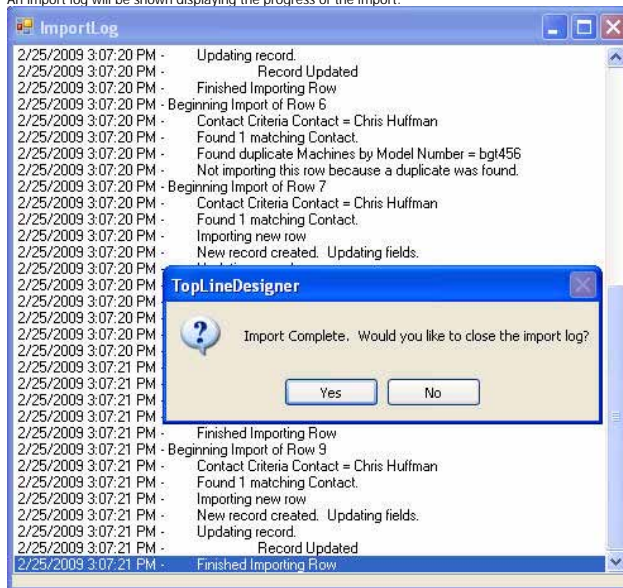 An import log will be shown displaying the progress of the import.
ImportLog
2/25/2009 3:07:20 PM - Updating record.
2/25/2009 3:07:20 PM - Record Updated
2/25/2009 3:07:20 PM - Finished Importing Row
2/25/2009 3:07:20 PM - Beginning Import of Row 6
2/25/2009 3:07:20 PM - Contact Criteria Contact = Chris Huffman
2/25/2009 3:07:20 PM - Found 1 matching Contact.
2/25/2009 3:07:20 PM - Found duplicate Machines by Model Number = bgt456
2/25/2009 3:07:20 PM - Not importing this row because a duplicate was found.
2/25/2009 3:07:20 PM - Beginning Import of Row 7
2/25/2009 3:07:20 PM - Contact Criteria Contact = Chris Huffman
2/25/2009 3:07:20 PM - Found 1 matching Contact.
2/25/2009 3:07:20 PM - Importing new row
2/25/2009 3:07:20 PM - New record created. Updating fields.
2/25/2009 3:07:20 PM -
2/25/2009 3:07:20 PM
2/25/2009 3:07:20 PM
2/25/2009 3:07:20 PM
2/25/2009 3:07:20 PM
2/25/2009 3:07:21 PM
2/25/2009 3:07:21 PM
2/25/2009 3:07:21 PM
2/25/2009 3:07:21 PM
TopLineDesigner
Import Complete. Would you like to close the import log?
Yes No
2/25/2009 3:07:21 PM - Finished Importing Row
2/25/2009 3:07:21 PM - Beginning Import of Row 9
2/25/2009 3:07:21 PM - Contact Criteria Contact = Chris Huffman
2/25/2009 3:07:21 PM - Found 1 matching Contact.
2/25/2009 3:07:21 PM - Importing new row
2/25/2009 3:07:21 PM - New record created. Updating fields.
2/25/2009 3:07:21 PM - Updating record.
2/25/2009 3:07:21 PM - Record Updated
2/25/2009 3:07:21 PM - Finished Importing Row